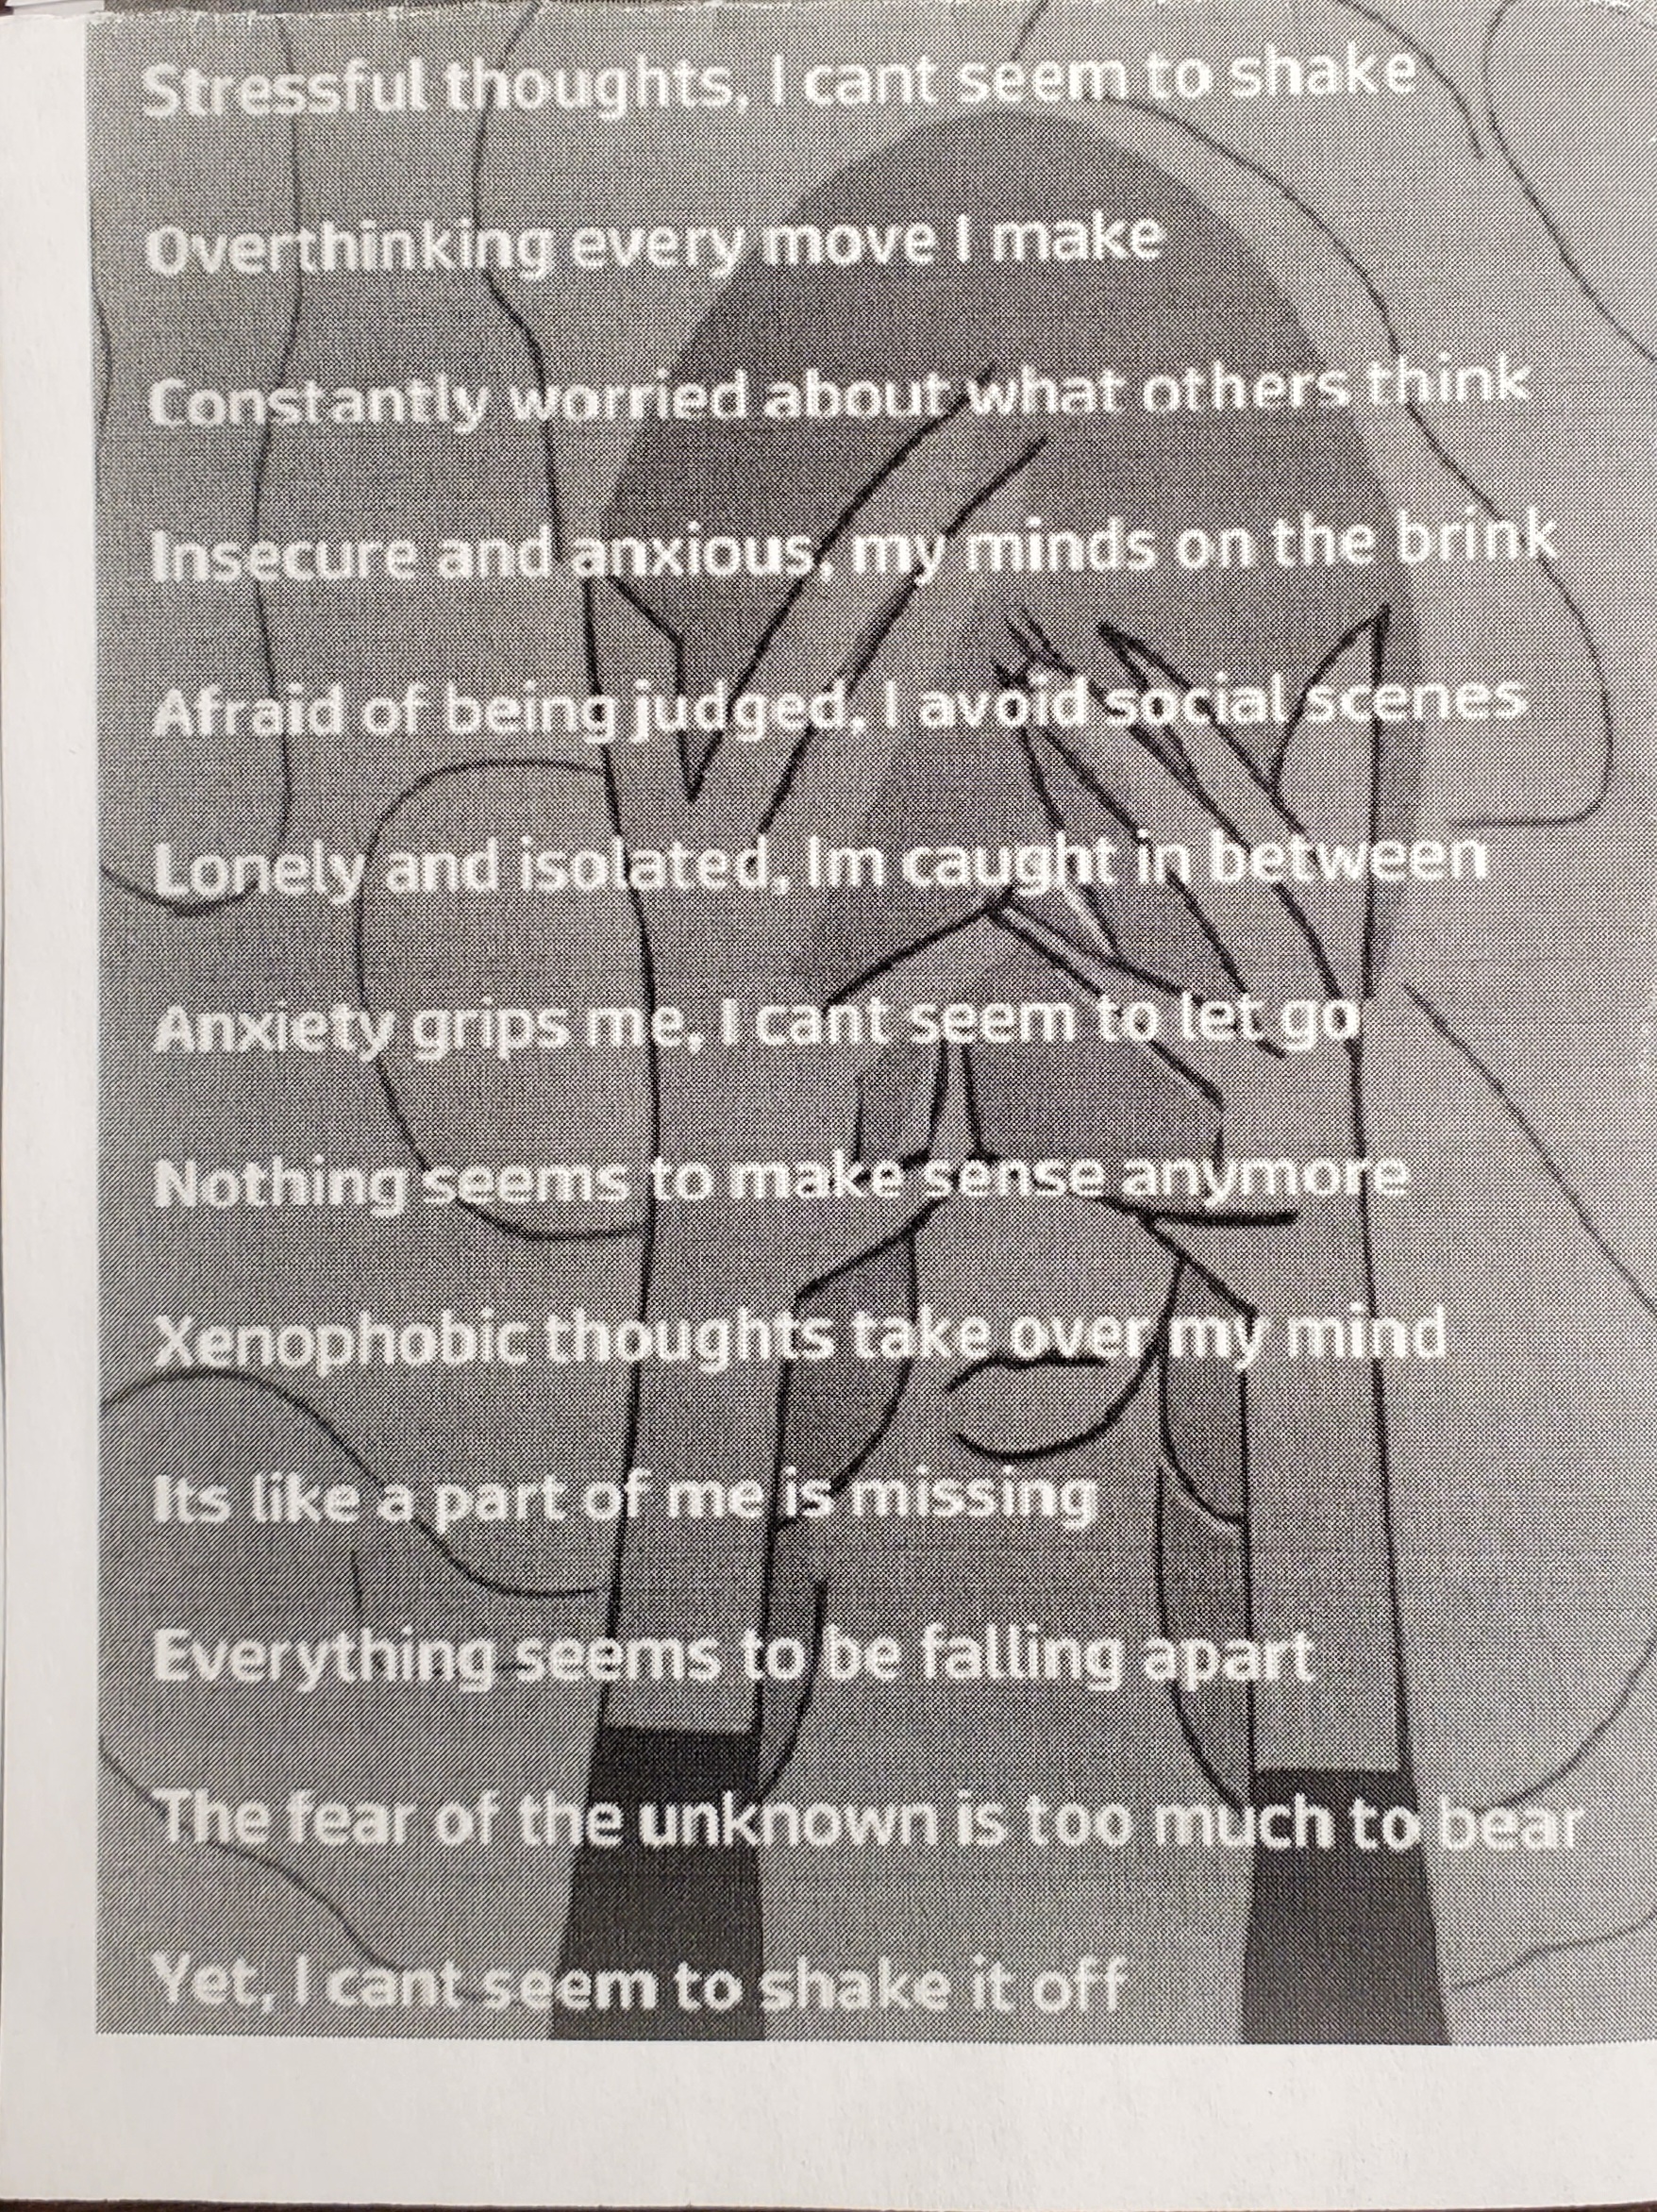 Stressful thoughts, I cant seem to shake
Overthinking every move I make
Constantly worried about what others think
Insecure and anxious, my minds on the brink
Afraid of being judged, I avoid social scenes
Lonely and isolated, Im caught in between
Anxiety grips me, I cant seem to let go
Nothing seems to make sense anymore
Xenophobic thoughts take over my mind
Its like a part of me is missing
Everything seems to be falling apart
The fear of the unknown is too much to bear
Yet, I cant seem to shake it off